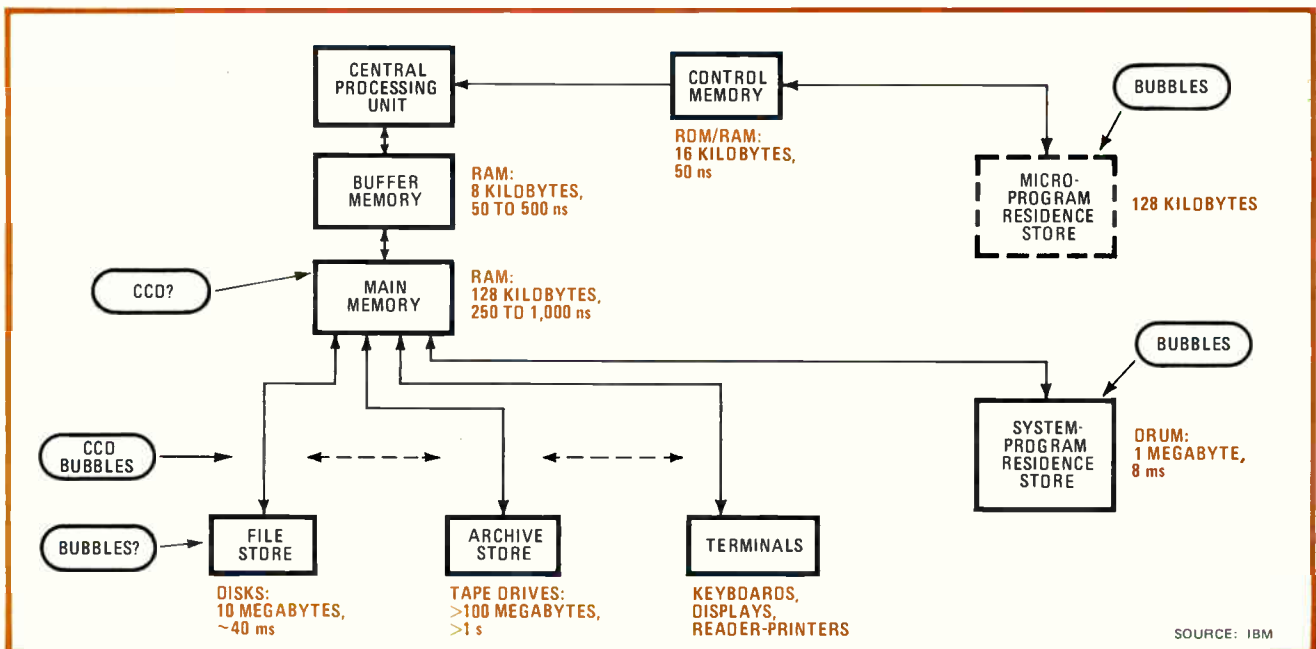 CENTRAL
PROCESSING
UNIT
CONTROL
MEMORY
BUBBLES
ROM/RAM:
16 KILOBYTES,
50 ns
BUFFER
MEMORY
RAM:
8 KILOBYTES,
50 TO 500 ns
MICRO-
PROGRAM
RESIDENCE
STORE
128 KILOBYTES
CCD?
MAIN
MEMORY
RAM:
128 KILOBYTES,
250 TO 1,000 ns
BUBBLES
SYSTEM-
PROGRAM
RESIDENCE
STORE
DRUM:
1 MEGABYTE,
8 ms
CCD
BUBBLES
BUBBLES?
FILE
STORE
ARCHIVE
STORE
TERMINALS
DISKS:
10 MEGABYTES,
~40 ms
TAPE DRIVES:
>100 MEGABYTES,
>1 s
KEYBOARDS,
DISPLAYS,
READER-PRINTERS
SOURCE: IBM